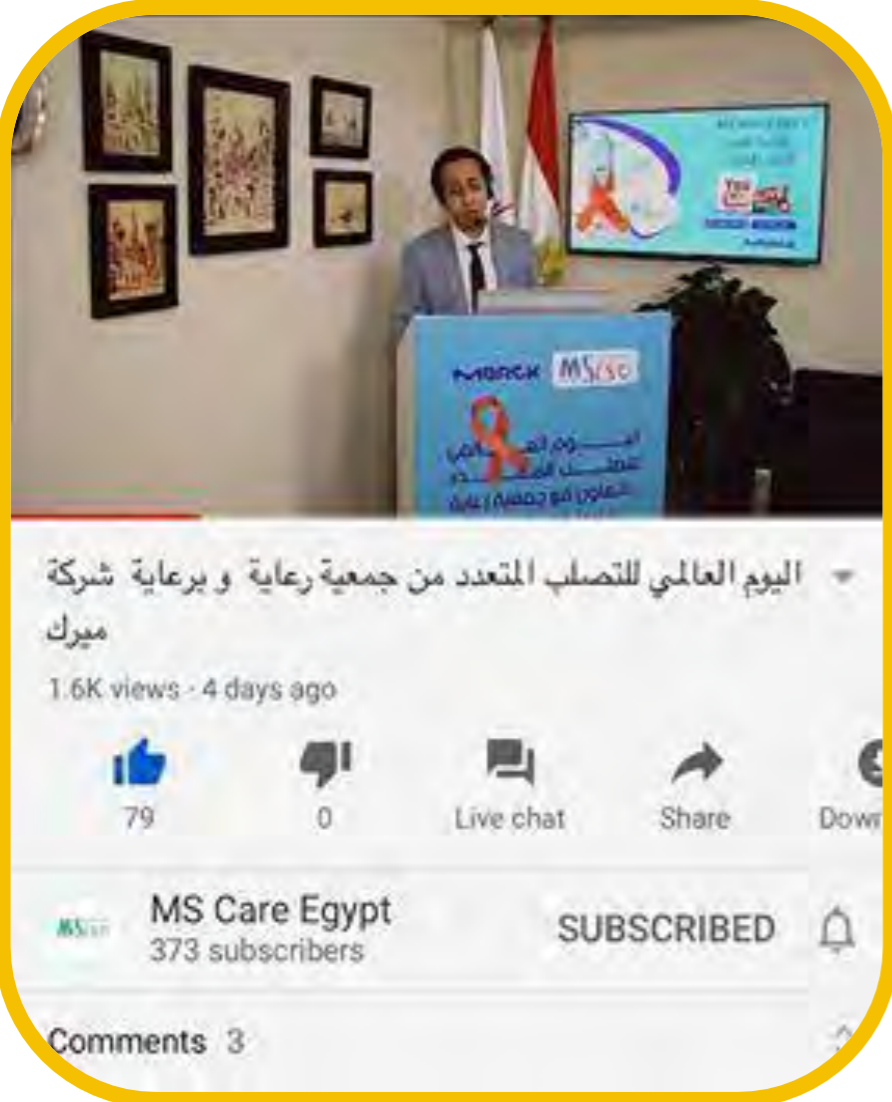 MERCK MS
اليوم العالمي للتصلب المتعدد من جمعية رعاية و برعاية شركة
ميرك
1.6K views · 4 days ago
79
0
Live chat
Share
Down
MS Care Egypt
373 subscribers
SUBSCRIBED
Comments 3